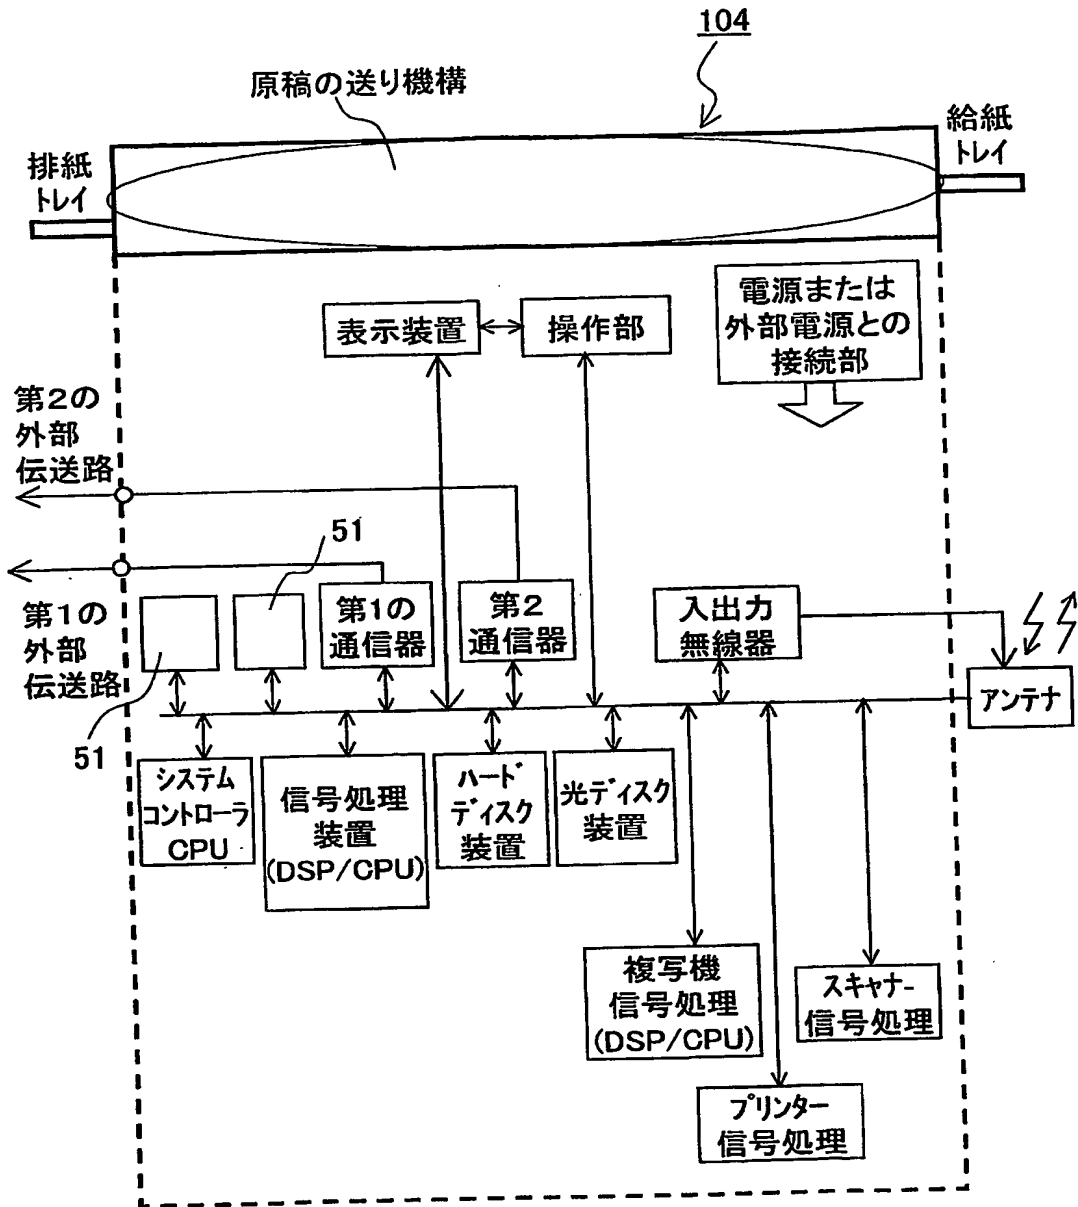 104
原稿の送り機構
給紙
トレイ
排紙
トレイ
電源または
外部電源との
接続部
表示装置
操作部
第2の
外部
伝送路
51
第1の
通信器
第2
通信器
入出力
無線器
第1の
外部
伝送路
アンテナ
51
システム
コントローラ
CPU
信号処理
装置
(DSP/CPU)
ハード
ディスク
装置
光ディスク
装置
複写機
信号処理
(DSP/CPU)
スキャナー
信号処理
プリンター
信号処理